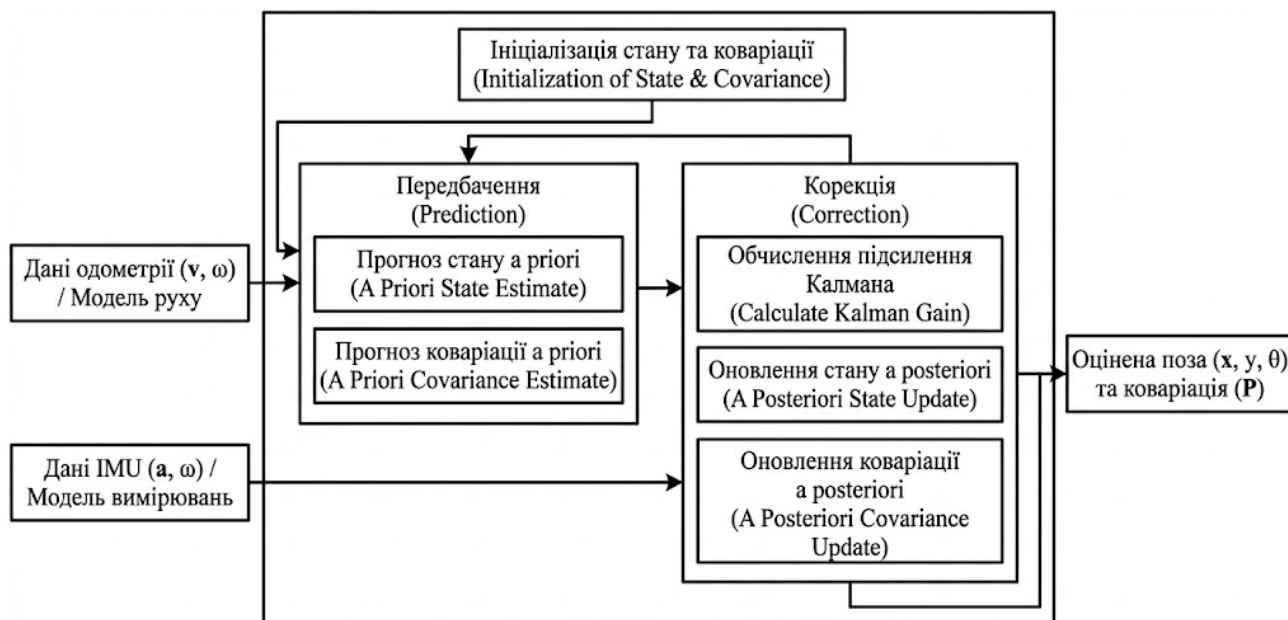 Ініціалізація стану та коваріації
(Initialization of State & Covariance)
Передбачення
(Prediction)
Прогноз стану a priori
(A Priori State Estimate)
Прогноз коваріації a priori
(A Priori Covariance Estimate)
Корекція
(Correction)
Обчислення підсилення
Калмана
(Calculate Kalman Gain)
Оновлення стану a posteriori
(A Posteriori State Update)
Оновлення коваріації
a posteriori
(A Posteriori Covariance
Update)
Дані одометрії (v, ω)
/ Модель руху
Дані IMU (a, ω) /
Модель вимірювань
Оцінена поза (x, y, θ)
та коваріація (P)